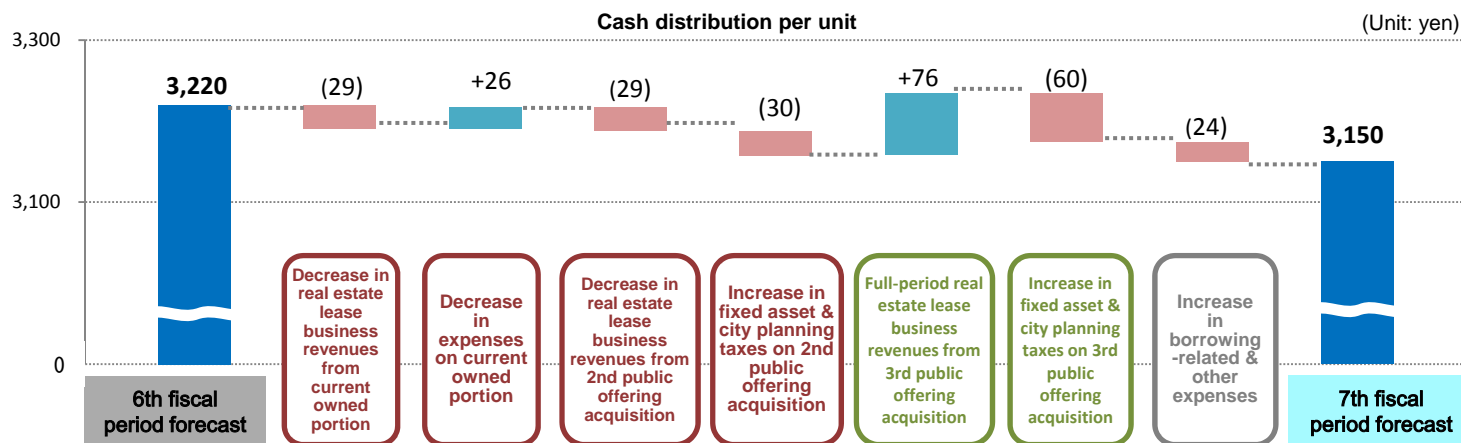 Cash distribution per unit
(Unit: yen)
3,300
3,220
(29)
+26
(29)
(30)
+76
(60)
(24)
3,150
3,100
0
6th fiscal
period forecast
Decrease in
real estate
lease
business
revenues
from
current
owned
portion
Decrease
in
expenses
on current
owned
portion
Decrease in
real estate
lease
business
revenues from
2nd public
offering
acquisition
Increase in
fixed asset &
city planning
taxes on 2nd
public
offering
acquisition
Full-period real
estate lease
business
revenues from
3rd public
offering
acquisition
Increase in
fixed asset &
city planning
taxes on 3rd
public
offering
acquisition
Increase
in
borrowing
-related &
other
expenses
7th fiscal
period forecast